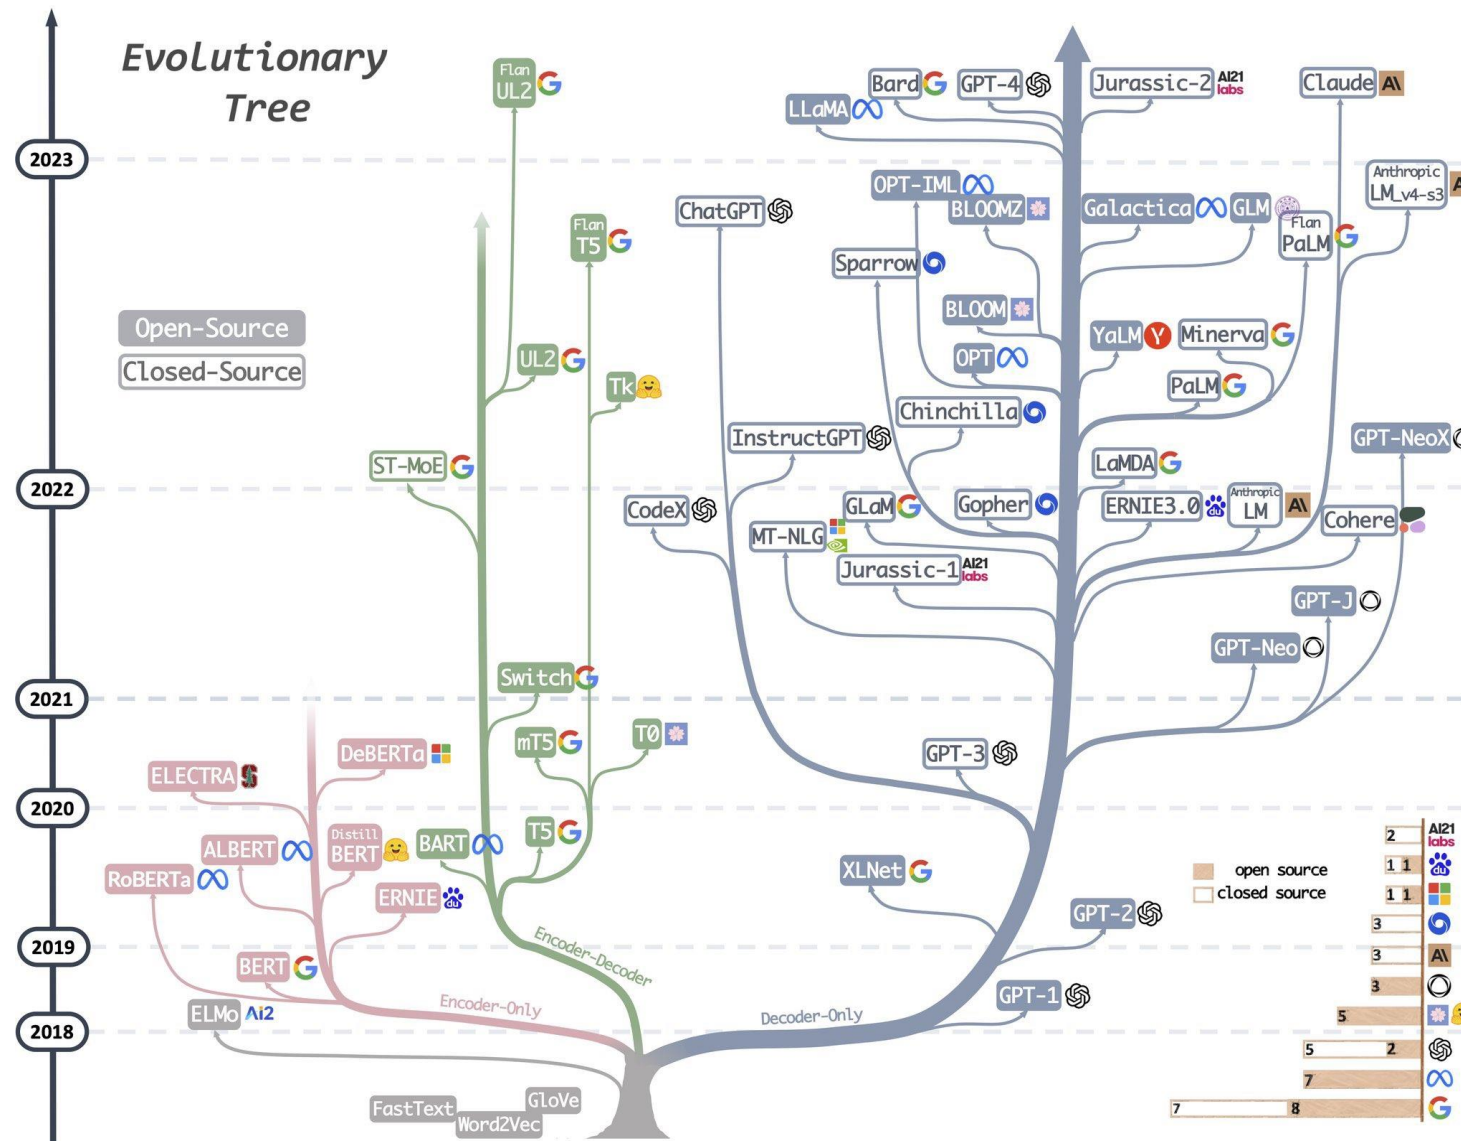 Evolutionary
Tree
Flan
UL2
Bard
GPT-4
Jurassic-2
AI21
labs
Claude
A\
LLaMA
2023
OPT-IML
BLOOMZ
Anthropic
LM_v4-s3
ChatGPT
Galactica
GLM
Flan
T5
Flan
PaLM
Sparrow
BLOOM
Open-Source
Closed-Source
YaLM
Y
Minerva
UL2
OPT
Tk
PaLM
Chinchilla
InstructGPT
GPT-NeoX
ST-MoE
LaMDA
2022
CodeX
GLaM
Gopher
ERNIE3.0
du
Anthropic
LM
A\
Cohere
MT-NLG
Jurassic-1
AI21
labs
GPT-J
GPT-Neo
Switch
2021
DeBERTa
mT5
T0
GPT-3
ELECTRA
S
2020
ALBERT
Distill
BERT
BART
T5
RoBERTa
ERNIE
du
XLNet
GPT-2
2019
BERT
Encoder-Decoder
GPT-1
ELMo
Ai2
Encoder-Only
Decoder-Only
2018
FastText
GloVe
Word2Vec
open source
closed source
2
AI21
labs
1 1
du
1 1
3
3
A\
3
5
5 2
7
7 8